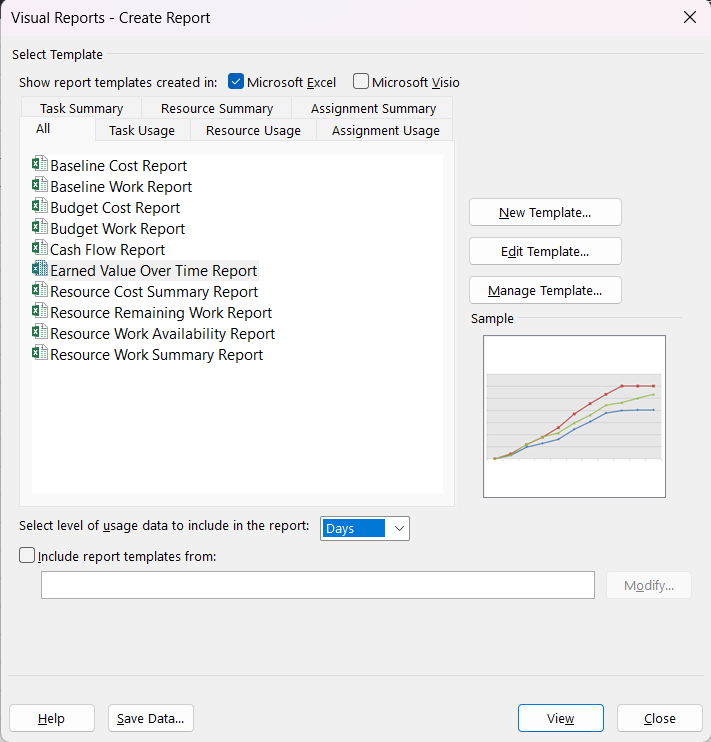 Visual Reports - Create Report
Select Template
Show report templates created in: Microsoft Excel Microsoft Visio
Task Summary Resource Summary Assignment Summary
All Task Usage Resource Usage Assignment Usage
Baseline Cost Report
Baseline Work Report
Budget Cost Report
Budget Work Report
Cash Flow Report
Earned Value Over Time Report
Resource Cost Summary Report
Resource Remaining Work Report
Resource Work Availability Report
Resource Work Summary Report
New Template...
Edit Template...
Manage Template...
Sample
Select level of usage data to include in the report: Days
Include report templates from:
Modify...
Help Save Data... View Close